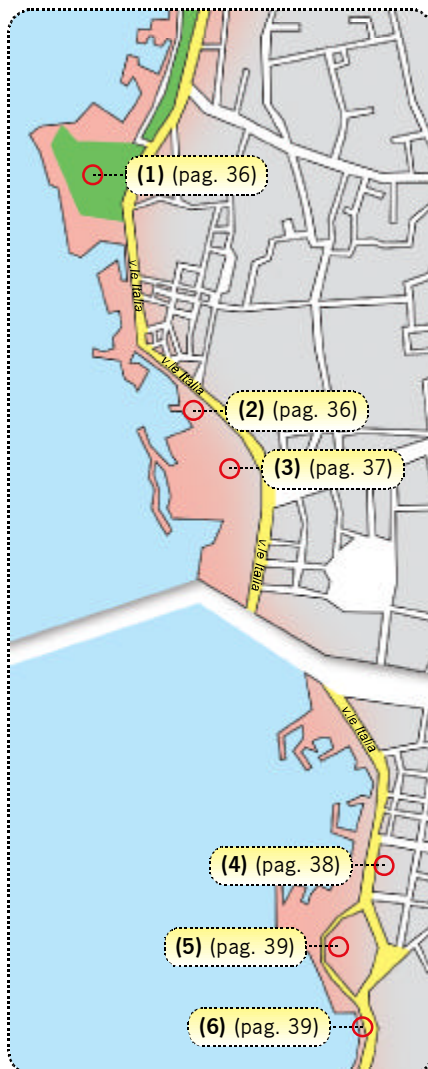 (1) (pag. 36)
v.le Italia
v.le Italia
(2) (pag. 36)
(3) (pag. 37)
v.le Italia
v.le Italia
(4) (pag. 38)
(5) (pag. 39)
(6) (pag. 39)